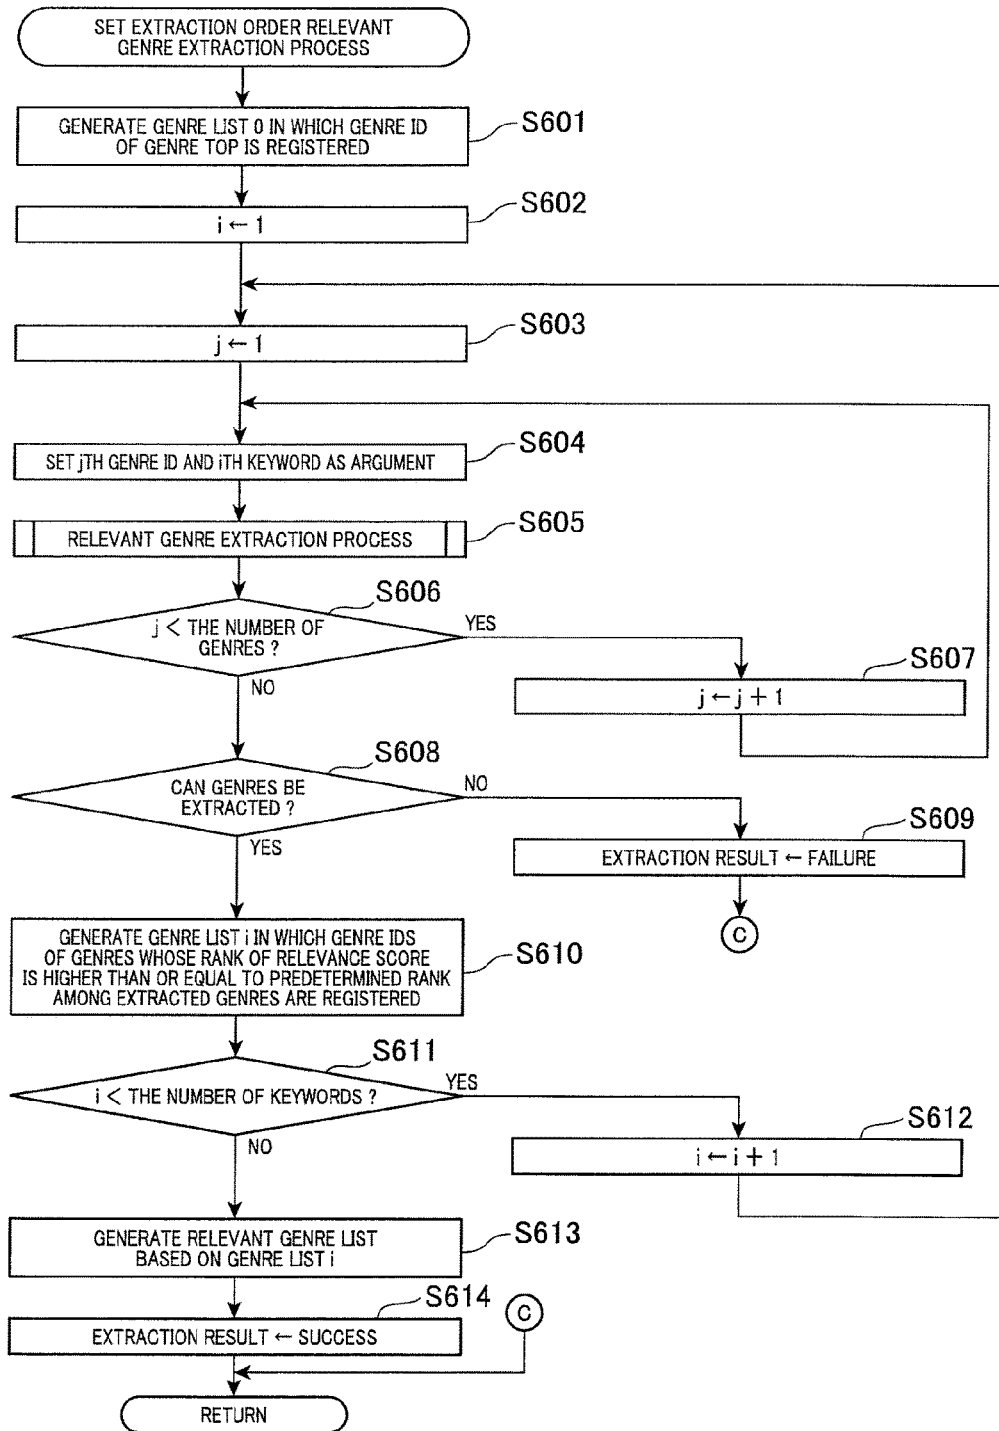 SET EXTRACTION ORDER RELEVANT
GENRE EXTRACTION PROCESS
GENERATE GENRE LIST 0 IN WHICH GENRE ID
OF GENRE TOP IS REGISTERED
S601
i ← 1
S602
j ← 1
S603
SET jTH GENRE ID AND iTH KEYWORD AS ARGUMENT
S604
RELEVANT GENRE EXTRACTION PROCESS
S605
j < THE NUMBER OF
GENRES ?
S606
YES
NO
j ← j + 1
S607
CAN GENRES BE
EXTRACTED ?
S608
NO
YES
EXTRACTION RESULT ← FAILURE
S609
C
GENERATE GENRE LIST i IN WHICH GENRE IDS
OF GENRES WHOSE RANK OF RELEVANCE SCORE
IS HIGHER THAN OR EQUAL TO PREDETERMINED RANK
AMONG EXTRACTED GENRES ARE REGISTERED
S610
i < THE NUMBER OF KEYWORDS ?
S611
YES
NO
i ← i + 1
S612
GENERATE RELEVANT GENRE LIST
BASED ON GENRE LIST i
S613
EXTRACTION RESULT ← SUCCESS
S614
C
RETURN